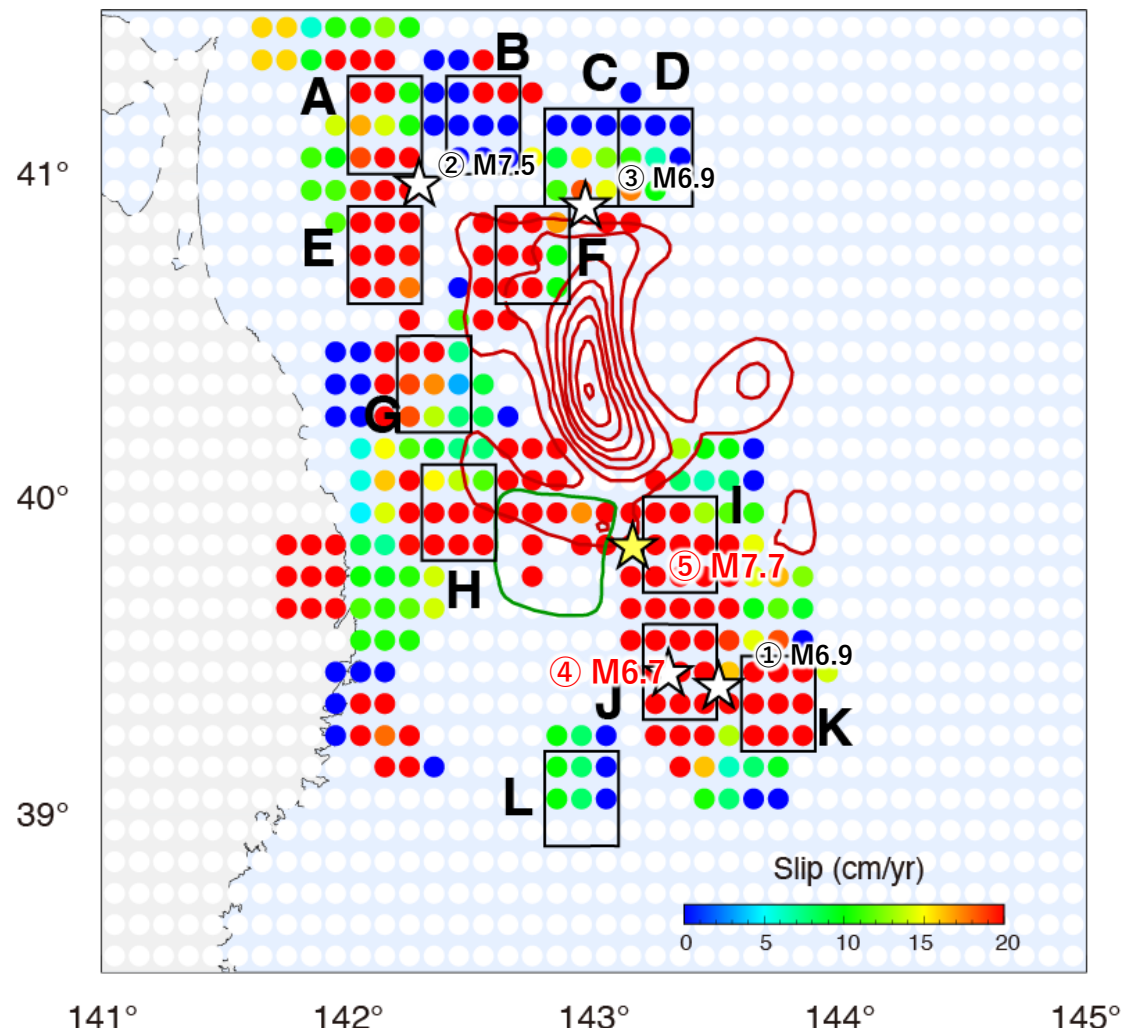 B
C D
A
② M7.5
41°
③ M6.9
E
F
G
40°
I
⑤ M7.7
H
① M6.9
④ M6.7
J
K
L
39°
Slip (cm/yr)
0 5 10 15 20
141° 142° 143° 144° 145°